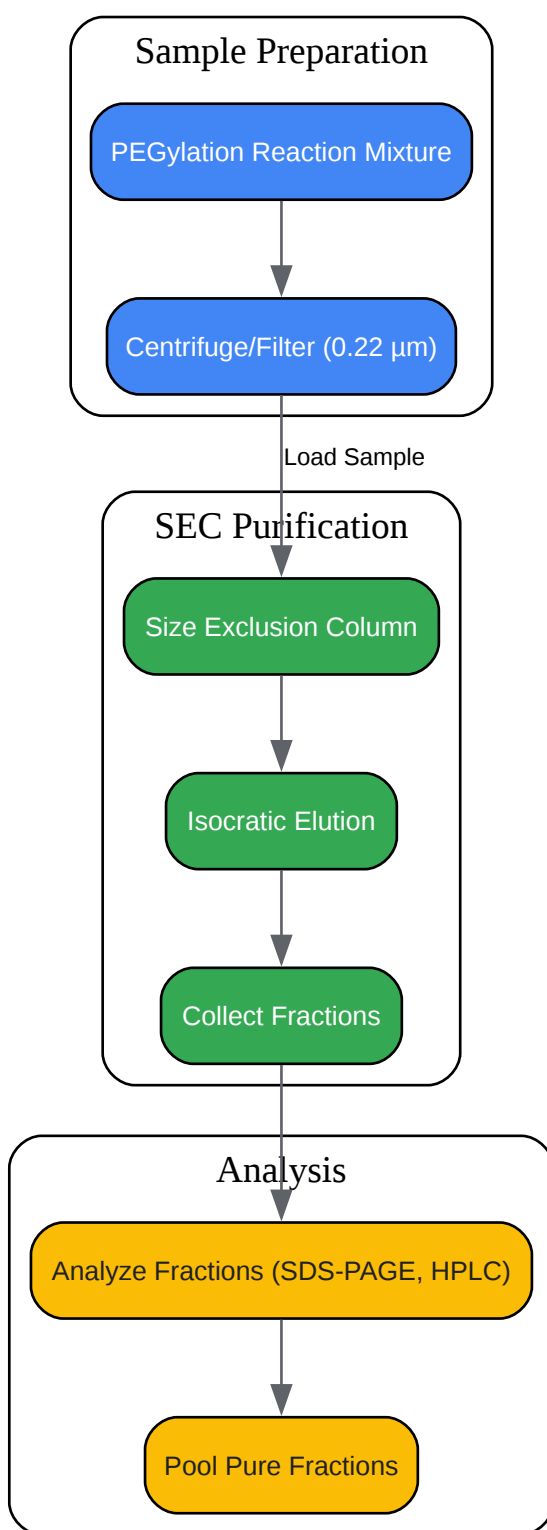 Sample Preparation
PEGylation Reaction Mixture
Centrifuge/Filter (0.22 µm)
Load Sample
SEC Purification
Size Exclusion Column
Isocratic Elution
Collect Fractions
Analysis
Analyze Fractions (SDS-PAGE, HPLC)
Pool Pure Fractions